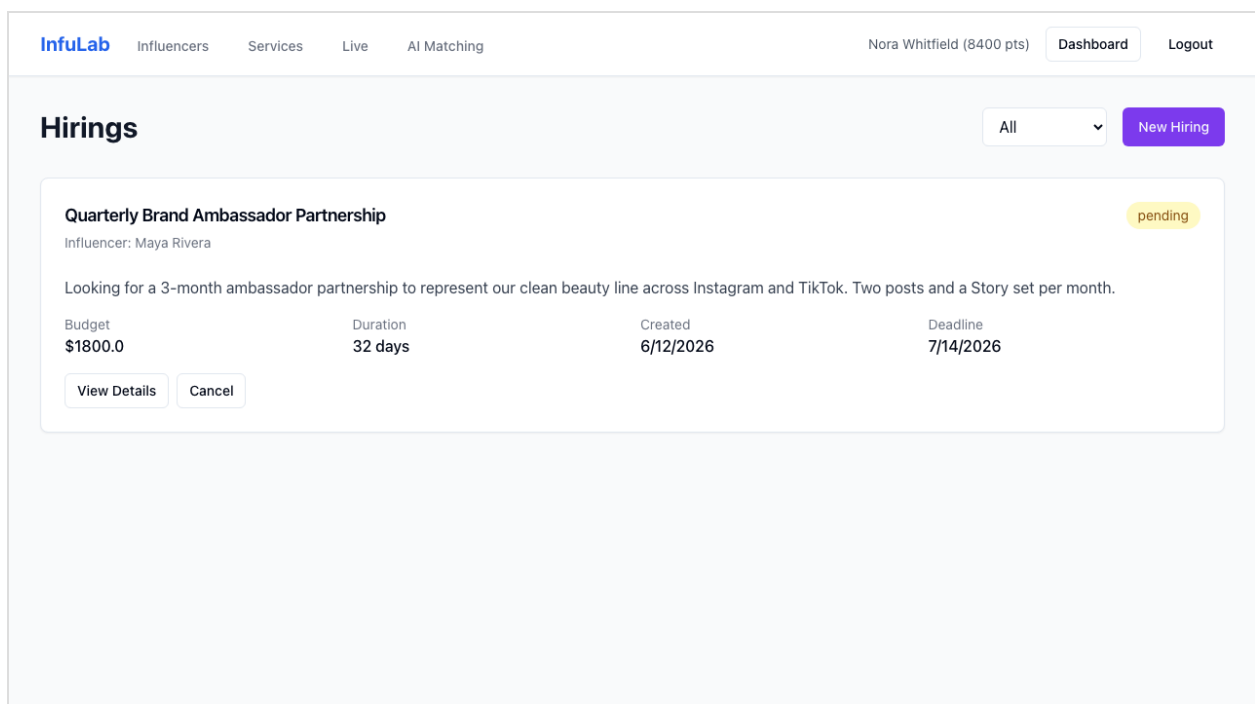 InfuLab Influencers Services Live AI Matching Nora Whitfield (8400 pts) Dashboard Logout
Hirings All New Hiring
Quarterly Brand Ambassador Partnership pending
Influencer: Maya Rivera
Looking for a 3-month ambassador partnership to represent our clean beauty line across Instagram and TikTok. Two posts and a Story set per month.
Budget Duration Created Deadline
$1800.0 32 days 6/12/2026 7/14/2026
View Details Cancel